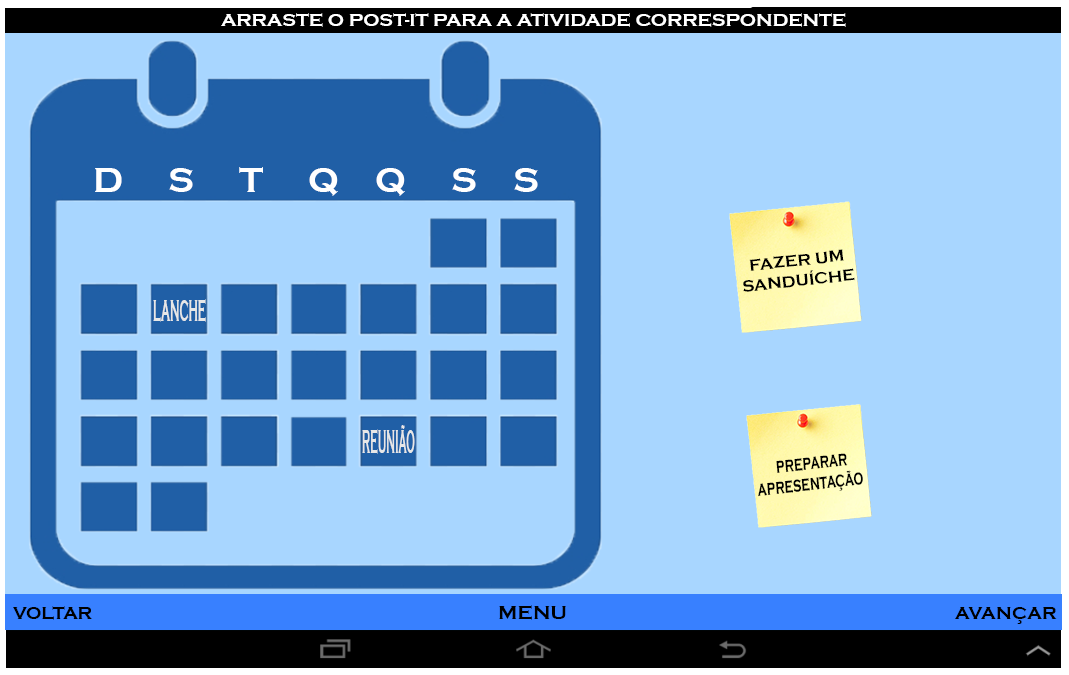 ARRASTE O POST-IT PARA A ATIVIDADE CORRESPONDENTE
D S T Q Q S S
LANCHE
REUNIÃO
FAZER UM
SANDUÍCHE
PREPARAR
APRESENTAÇÃO
VOLTAR
MENU
AVANÇAR